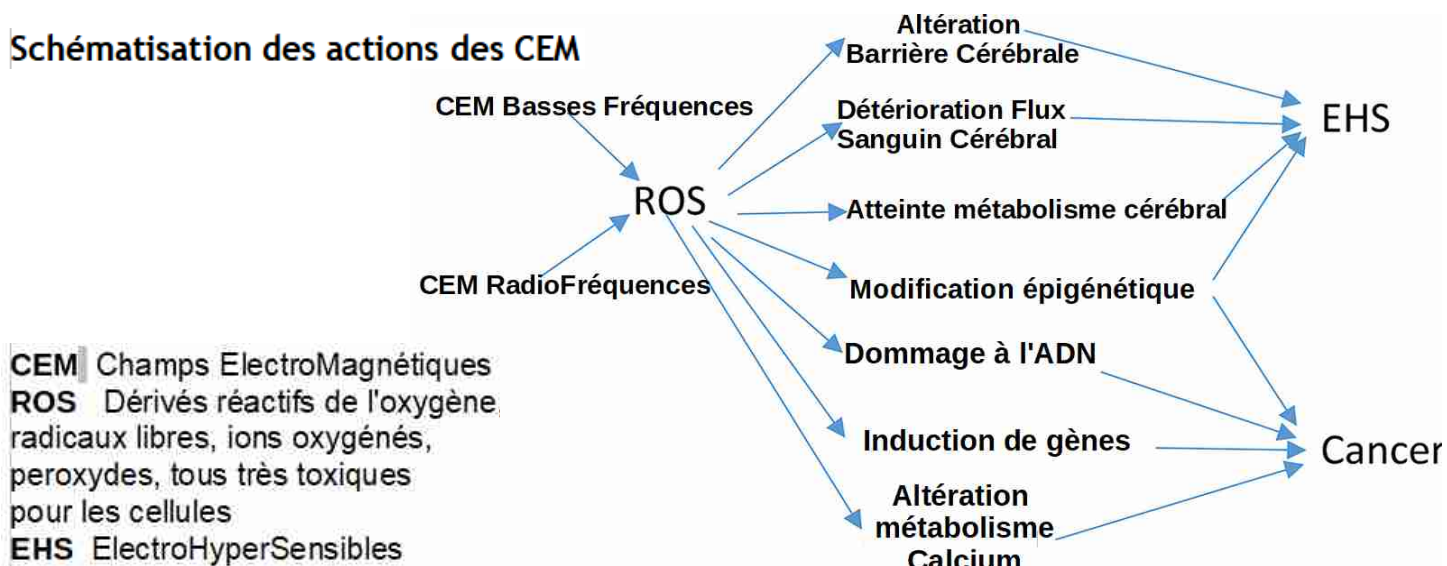 Schématisation des actions des CEM
CEM Basses Fréquences
CEM RadioFréquences
ROS
Altération
Barrière Cérébrale
Détérioration Flux
Sanguin Cérébral
Atteinte métabolisme cérébral
Modification épigénétique
Dommage à l'ADN
Induction de gènes
Altération
métabolisme
Calcium
EHS
Cancer
CEM Champs ElectroMagnétiques
ROS Dérivés réactifs de l'oxygène
radicaux libres, ions oxygénés,
peroxydes, tous très toxiques
pour les cellules
EHS ElectroHyperSensibles